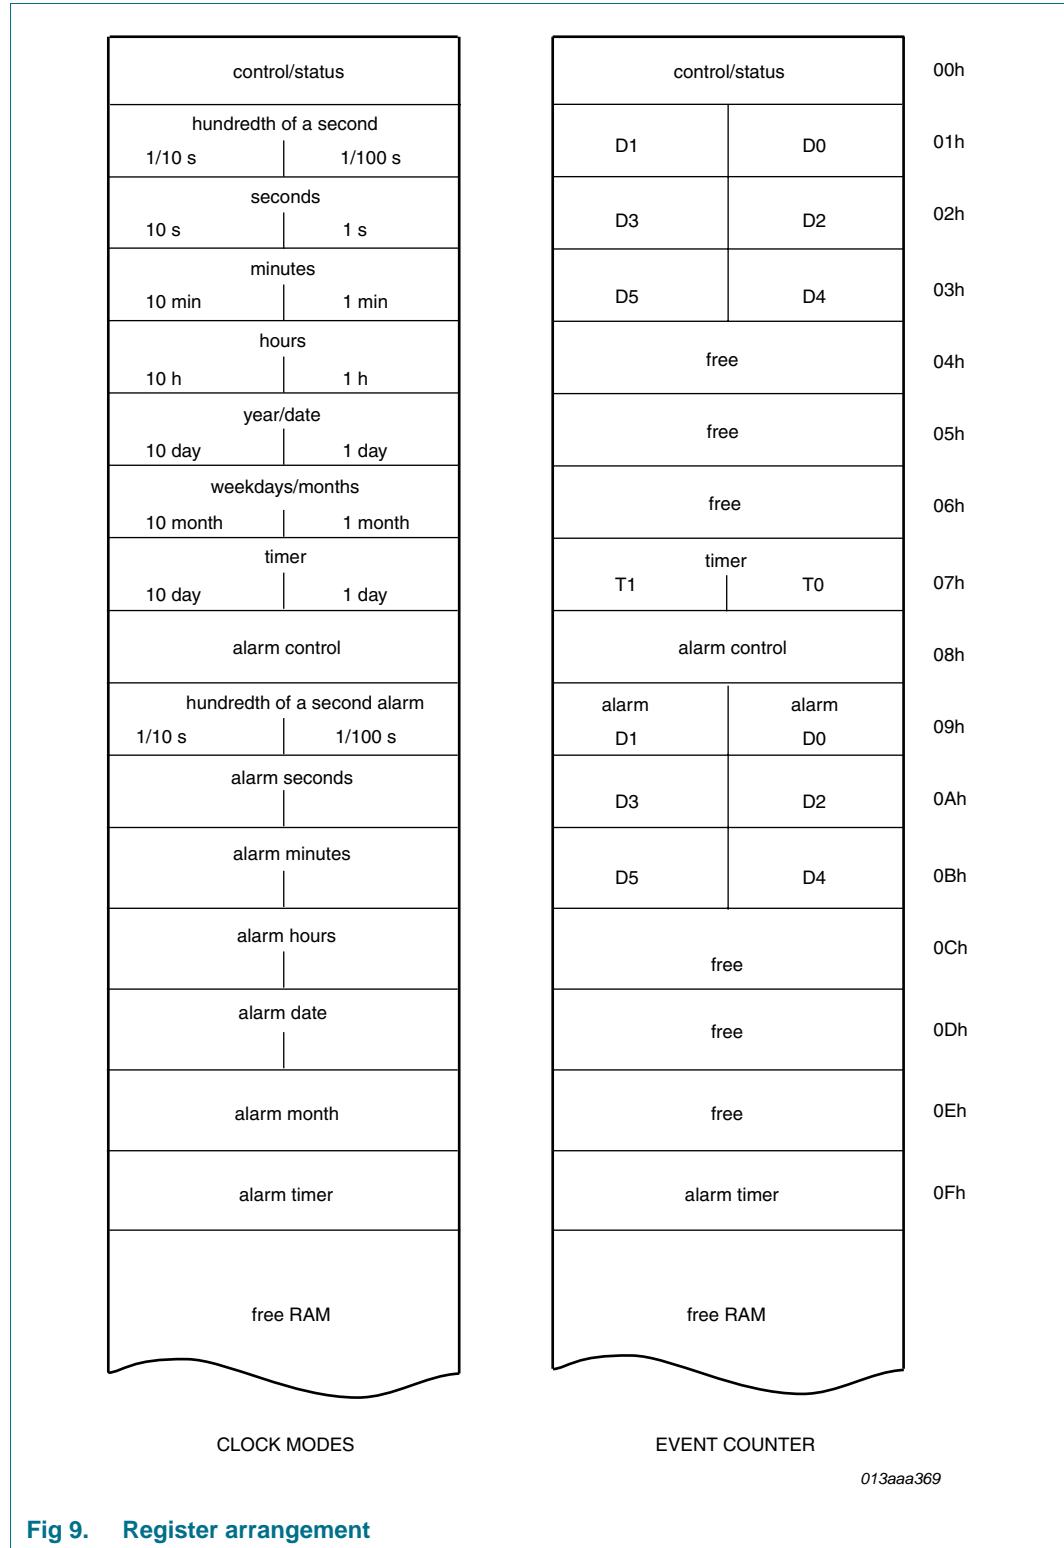 control/status
hundredth of a second
1/10 s 1/100 s
seconds
10 s 1 s
minutes
10 min 1 min
hours
10 h 1 h
year/date
10 day 1 day
weekdays/months
10 month 1 month
timer
10 day 1 day
alarm control
hundredth of a second alarm
1/10 s 1/100 s
alarm seconds
alarm minutes
alarm hours
alarm date
alarm month
alarm timer
free RAM
CLOCK MODES
control/status 00h
D1 D0 01h
D3 D2 02h
D5 D4 03h
free 04h
free 05h
free 06h
timer
T1 T0 07h
alarm control 08h
alarm alarm
D1 D0 09h
D3 D2 0Ah
D5 D4 0Bh
free 0Ch
free 0Dh
free 0Eh
alarm timer 0Fh
free RAM
EVENT COUNTER
013aaa369
Fig 9. Register arrangement